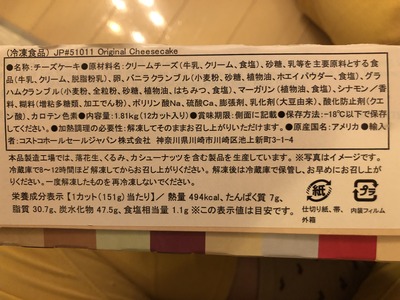 (冷凍食品) JP#51011 Original Cheesecake
●名称:チーズケーキ●原材料名:クリームチーズ(牛乳、クリーム、食塩)、砂糖、乳等を主要原料とする食
品(牛乳、クリーム、脱脂粉乳)、卵、バニラクランブル(小麦粉、砂糖、植物油、ホエイパウダー、食塩)、グラ
ハムクランブル(小麦粉、全粒粉、砂糖、植物油、はちみつ、食塩)、マーガリン(植物油、食塩)、シナモン／香
料、糊料(増粘多糖類、加工でん粉)、ポリリン酸Na、硫酸Ca、膨張剤、乳化剤(大豆由来)、酸化防止剤(クエ
ン酸)、カロテン色素●内容量:1.81kg(12カット入り)●賞味期限:側面に記載●保存方法:-18℃以下で保存
してください。●加熱調理の必要性:解凍してそのままお召し上がりいただけます。●原産国名:アメリカ●輸入
者:コストコホールセールジャパン株式会社 神奈川県川崎市川崎区池上新町3-1-4
本品製造工場では、落花生、くるみ、カシューナッツを含む製品を生産しています。※写真はイメージです。
冷蔵庫で8～12時間ほど解凍してからお召し上がりください。解凍後は冷蔵庫に保管し、お早めにお召し上がりく
ださい。一度解凍したものを再冷凍しないでください。
栄養成分表示【1カット(151g)当たり】／ 熱量 494kcal、たんぱく質 7g、
脂質 30.7g、炭水化物 47.5g、食塩相当量 1.1g ※この表示値は目安です。
紙
仕切り紙、帯、
外箱
プラ
内袋フィルム